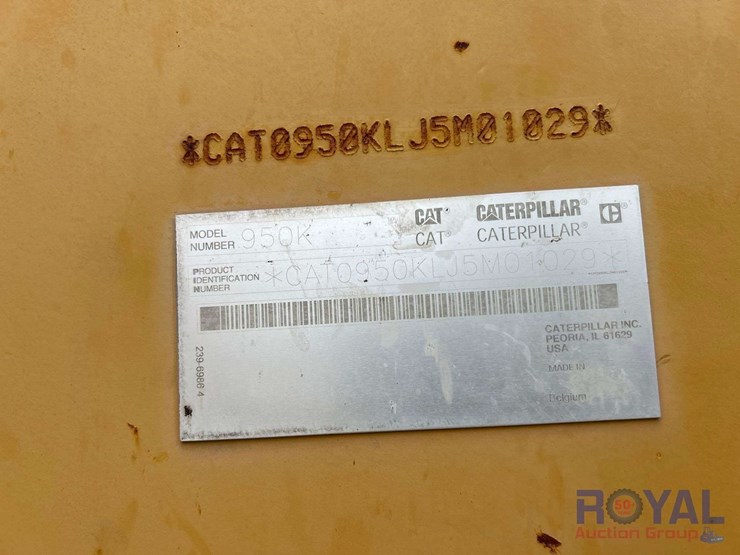 *CAT0950KLJ5M01029*
MODEL NUMBER 950K
CAT CATERPILLAR
CAT CATERPILLAR
PRODUCT IDENTIFICATION NUMBER *CAT0950KLJ5M01029*
CATERPILLAR INC.
PEORIA, IL 61629
USA
MADE IN
Belgium
239-6986 4
50+
ROYAL
Auction Group